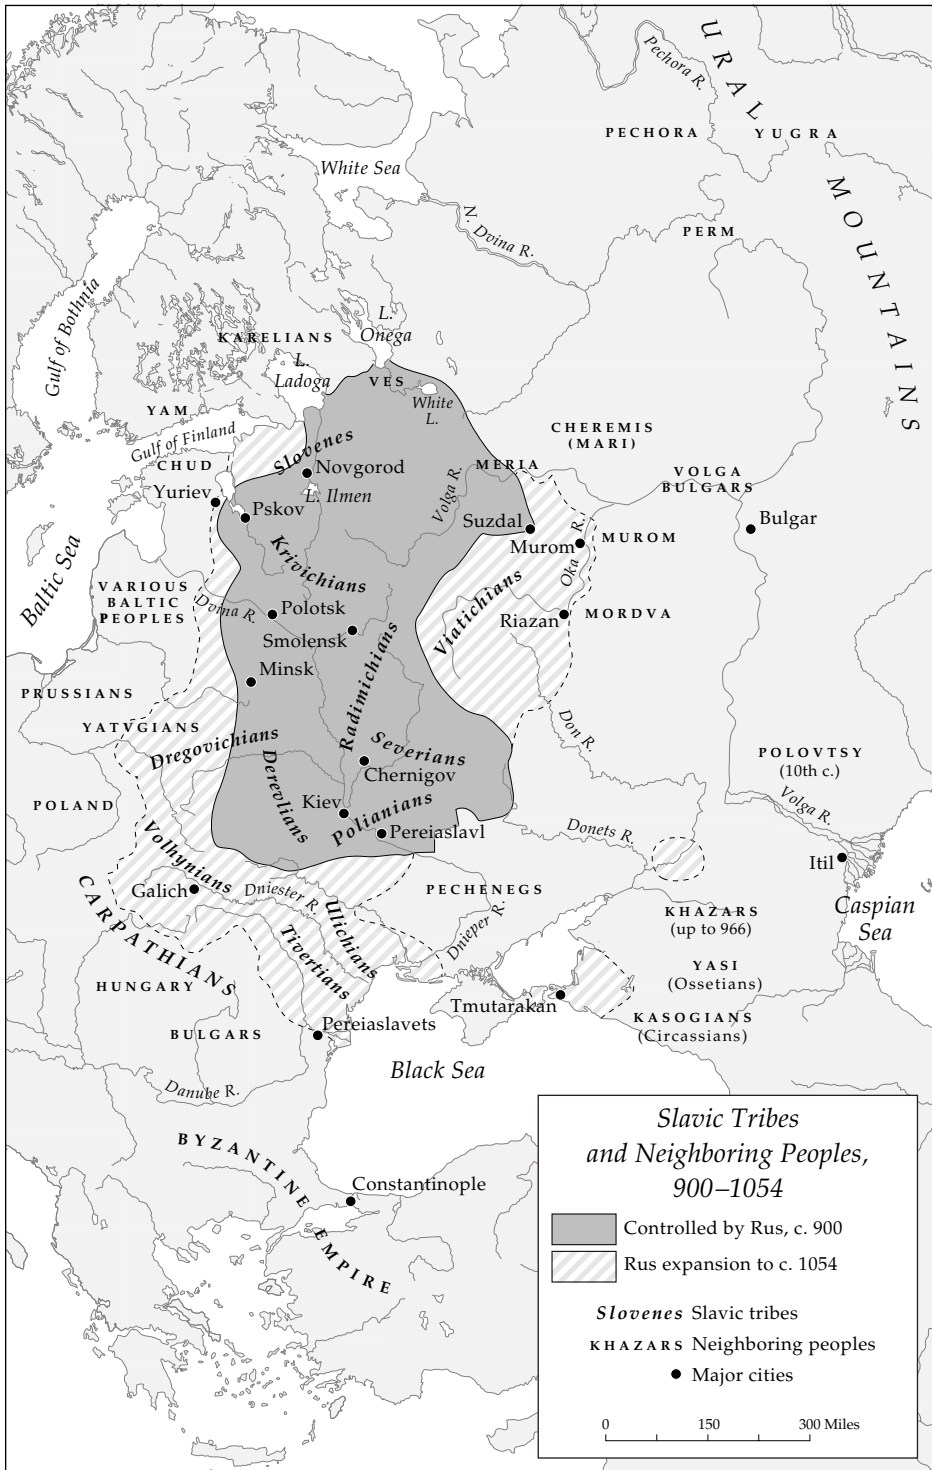 URAL MOUNTAINS
Pechora R.
PECHORA
YUGRA
White Sea
N. Dvina R.
PERM
Gulf of Bothnia
L.
Onega
KARELIANS
L.
Ladoga
VES
White
L.
YAM
Gulf of Finland
CHEREMIS
(MARI)
Slovenes
CHUD
Novgorod
MERIA
VOLGA
BULGARS
Yuriev
L. Ilmen
Volga R.
Pskov
Suzdal
Bulgar
Murom
Oka R.
MUROM
Baltic Sea
Krivichians
Viatichians
VARIOUS
BALTIC
PEOPLES
Dvina R.
Polotsk
Riazan
MORDVA
Smolensk
Radimichians
Minsk
PRUSSIANS
YATVGIANS
Dregovichians
Severians
Don R.
Derevlians
Chernigov
POLOVTSY
(10th c.)
POLAND
Kiev
Polianians
Volga R.
Pereiaslavl
Donets R.
Volhynians
Itil
Galich
Dniester R.
PECHENEGS
CARPATHIANS
Ulichians
Dnieper R.
KHAZARS
(up to 966)
Caspian
Sea
Tivertians
HUNGARY
YASI
(Ossetians)
Tmutarakan
KASOGIANS
(Circassians)
BULGARS
Pereiaslavets
Black Sea
Danube R.
BYZANTINE EMPIRE
Constantinople
Slavic Tribes
and Neighboring Peoples,
900–1054
Controlled by Rus, c. 900
Rus expansion to c. 1054
Slovenes Slavic tribes
KHAZARS Neighboring peoples
Major cities
0 150 300 Miles